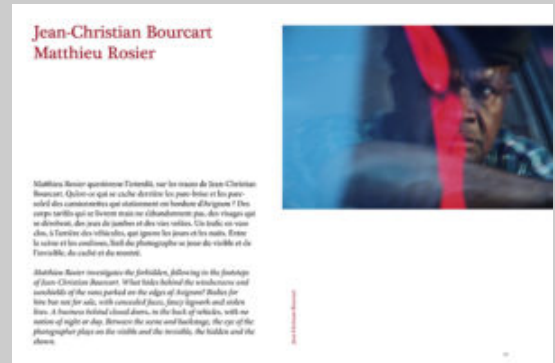 Jean-Christian Bourcart
Matthieu Rosier
Matthieu Rosier questionne l'interdit, sur les traces de Jean-Christian
Bourcart. Qu'est-ce qui se cache derrière les pare-brise et les pare-
soleil des camionnettes qui stationnent en bordure d'Avignon ? Des
corps tarifés qui se livrent mais ne s'abandonnent pas, des visages qui
se dérobent, des jeux de jambes et des vies volées. Un trafic en vase
clos, à l'arrière des véhicules, qui ignore les jours et les nuits. Entre
la scène et les coulisses, l'œil du photographe se joue du visible et de
l'invisible, du caché et du montré.
Matthieu Rosier investigates the forbidden, following in the footsteps
of Jean-Christian Bourcart. What hides behind the windscreens and
sunshields of the vans parked on the edges of Avignon? Bodies for
hire but not for sale, with concealed faces, fancy legwork and stolen
lives. A business behind closed doors, in the back of vehicles, with no
notion of night or day. Between the scene and backstage, the eye of the
photographer plays on the visible and the invisible, the hidden and the
shown.
Jean-Christian Bourcart